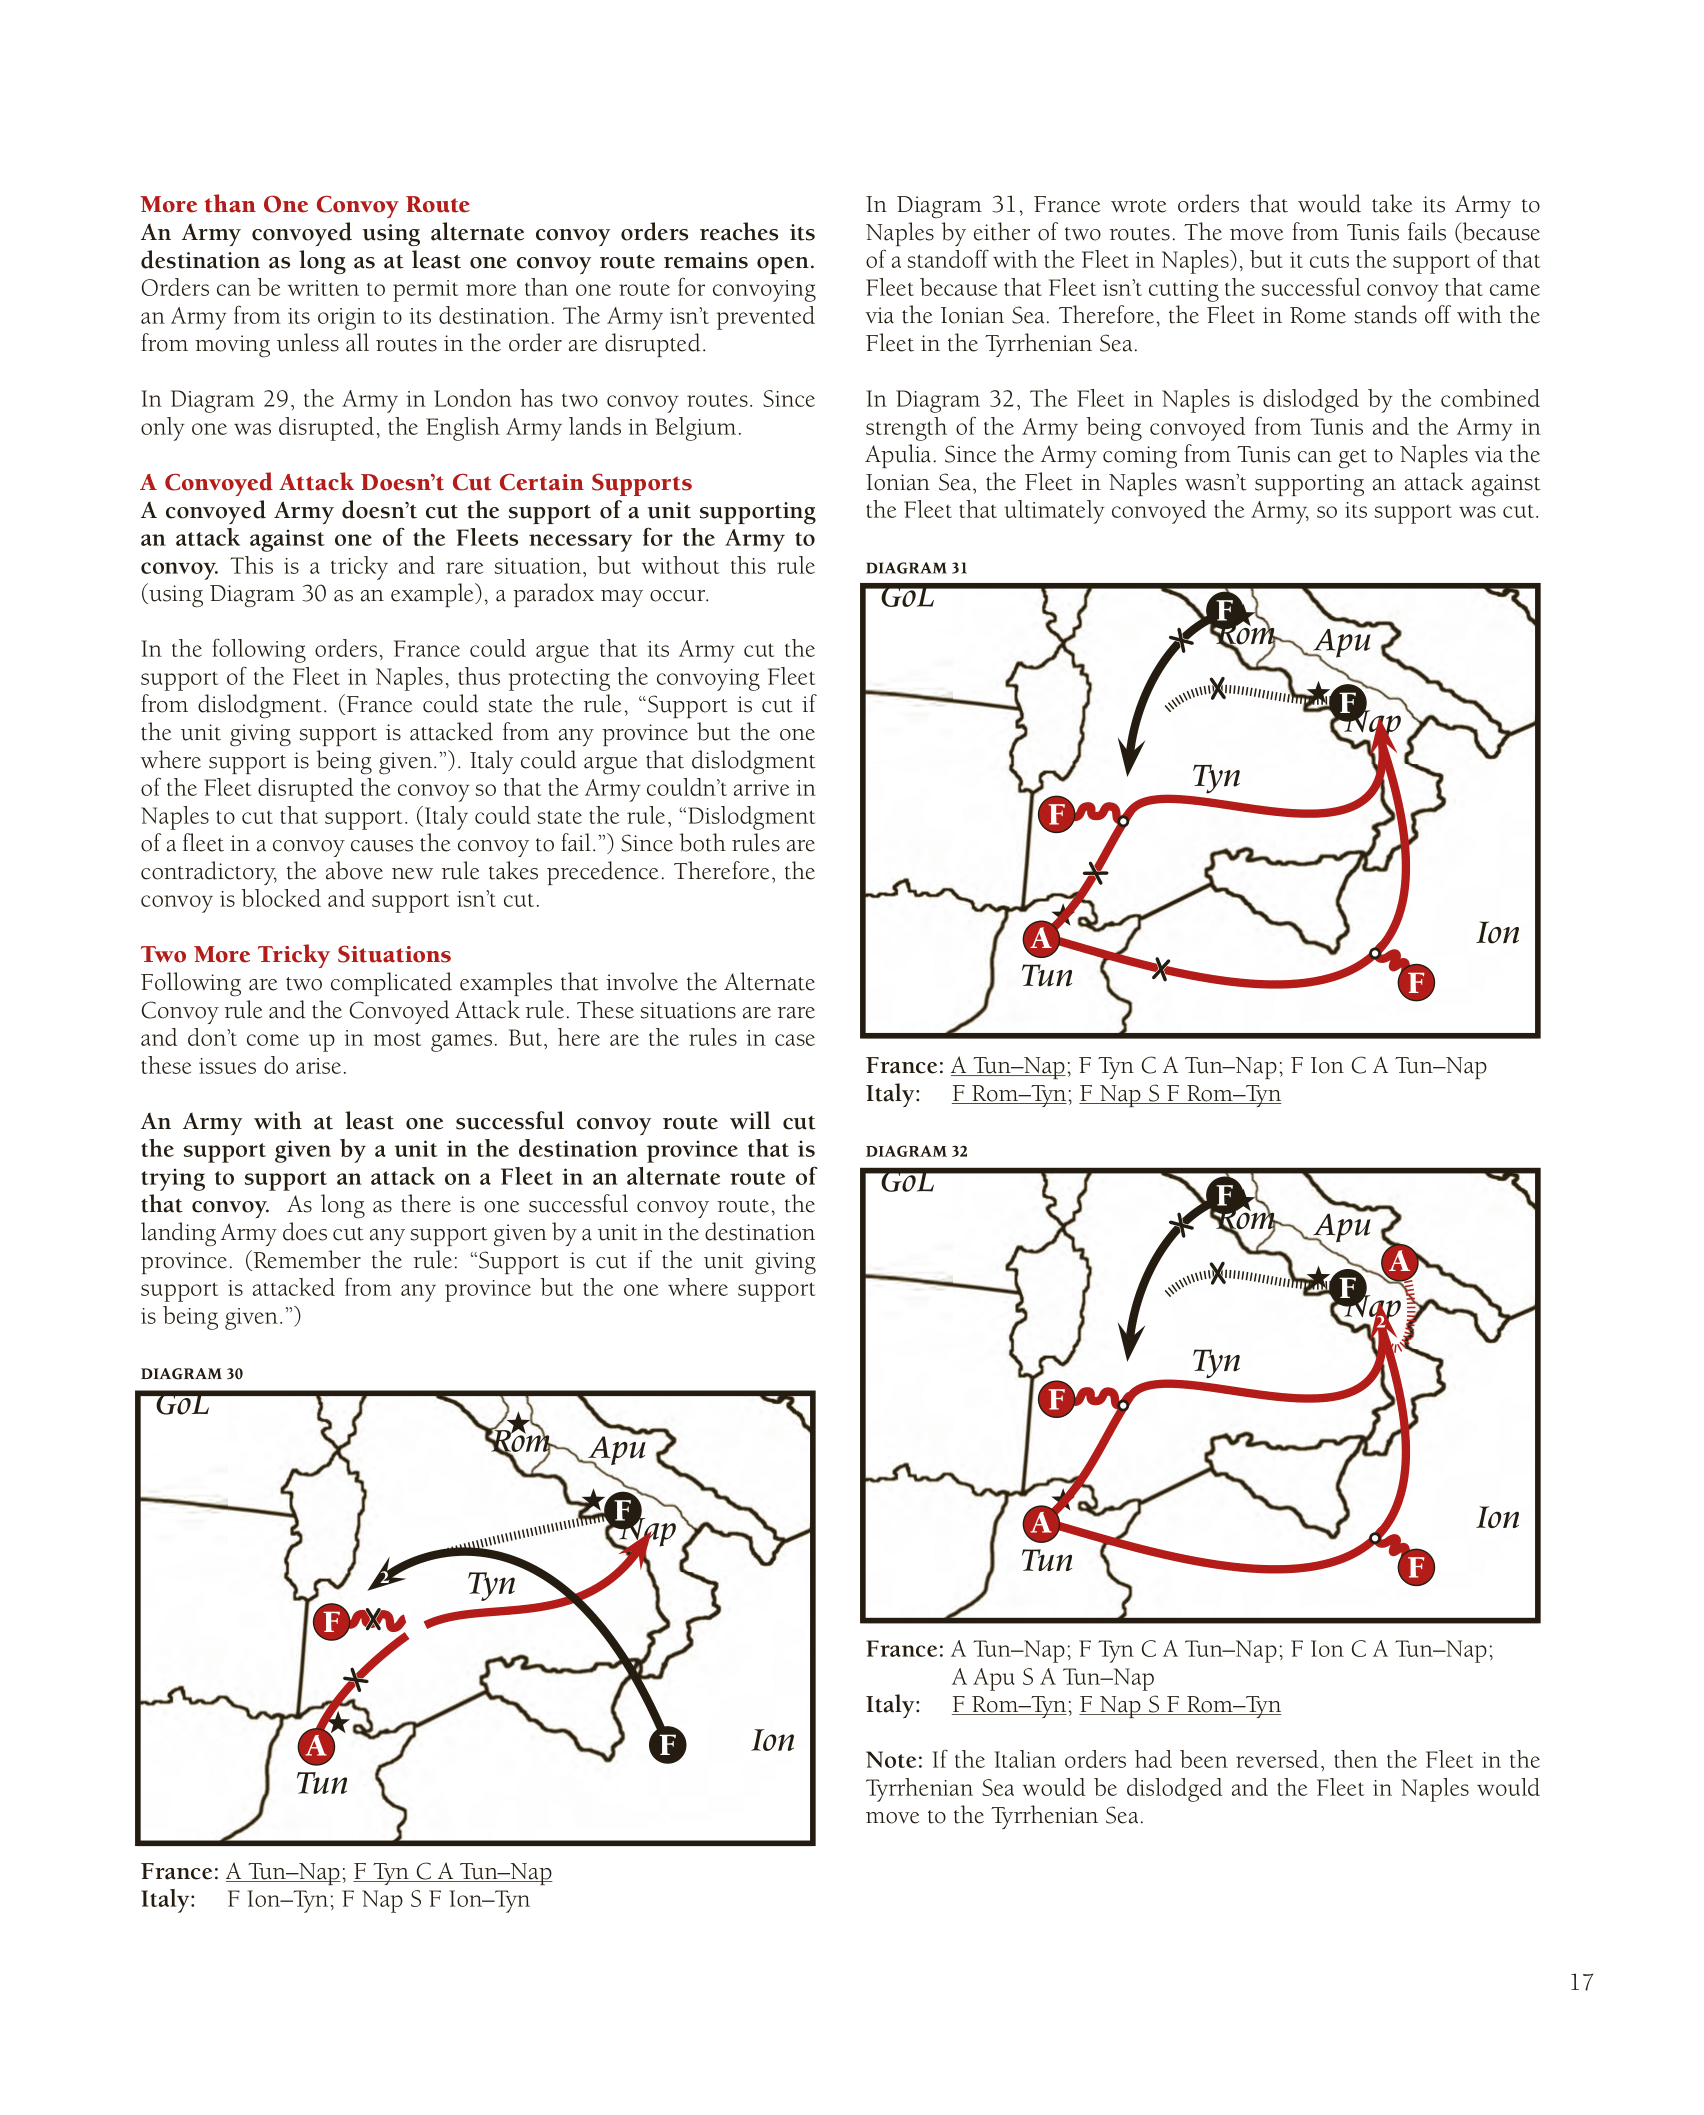 More than One Convoy Route
An Army convoyed using alternate convoy orders reaches its
destination as long as at least one convoy route remains open.
Orders can be written to permit more than one route for convoying
an Army from its origin to its destination. The Army isn’t prevented
from moving unless all routes in the order are disrupted.
In Diagram 29, the Army in London has two convoy routes. Since
only one was disrupted, the English Army lands in Belgium.
A Convoyed Attack Doesn’t Cut Certain Supports
A convoyed Army doesn’t cut the support of a unit supporting
an attack against one of the Fleets necessary for the Army to
convoy. This is a tricky and rare situation, but without this rule
(using Diagram 30 as an example), a paradox may occur.
In the following orders, France could argue that its Army cut the
support of the Fleet in Naples, thus protecting the convoying Fleet
from dislodgment. (France could state the rule, “Support is cut if
the unit giving support is attacked from any province but the one
where support is being given.”). Italy could argue that dislodgment
of the Fleet disrupted the convoy so that the Army couldn’t arrive in
Naples to cut that support. (Italy could state the rule, “Dislodgment
of a fleet in a convoy causes the convoy to fail.”) Since both rules are
contradictory, the above new rule takes precedence. Therefore, the
convoy is blocked and support isn’t cut.
Two More Tricky Situations
Following are two complicated examples that involve the Alternate
Convoy rule and the Convoyed Attack rule. These situations are rare
and don’t come up in most games. But, here are the rules in case
these issues do arise.
An Army with at least one successful convoy route will cut
the support given by a unit in the destination province that is
trying to support an attack on a Fleet in an alternate route of
that convoy. As long as there is one successful convoy route, the
landing Army does cut any support given by a unit in the destination
province. (Remember the rule: “Support is cut if the unit giving
support is attacked from any province but the one where support
is being given.”)
DIAGRAM 30
GoL
Rom
Apu
F
Nap
2
Tyn
F
A
F
Ion
Tun
France: A Tun–Nap; F Tyn C A Tun–Nap
Italy: F Ion–Tyn; F Nap S F Ion–Tyn
In Diagram 31, France wrote orders that would take its Army to
Naples by either of two routes. The move from Tunis fails (because
of a standoff with the Fleet in Naples), but it cuts the support of that
Fleet because that Fleet isn’t cutting the successful convoy that came
via the Ionian Sea. Therefore, the Fleet in Rome stands off with the
Fleet in the Tyrrhenian Sea.
In Diagram 32, The Fleet in Naples is dislodged by the combined
strength of the Army being convoyed from Tunis and the Army in
Apulia. Since the Army coming from Tunis can get to Naples via the
Ionian Sea, the Fleet in Naples wasn’t supporting an attack against
the Fleet that ultimately convoyed the Army, so its support was cut.
DIAGRAM 31
GoL
F
Rom
Apu
F
Nap
Tyn
F
A
Ion
Tun
F
France: A Tun–Nap; F Tyn C A Tun–Nap; F Ion C A Tun–Nap
Italy: F Rom–Tyn; F Nap S F Rom–Tyn
DIAGRAM 32
GoL
F
Rom
Apu
A
F
Nap
2
Tyn
F
A
Ion
Tun
F
France: A Tun–Nap; F Tyn C A Tun–Nap; F Ion C A Tun–Nap;
A Apu S A Tun–Nap
Italy: F Rom–Tyn; F Nap S F Rom–Tyn
Note: If the Italian orders had been reversed, then the Fleet in the
Tyrrhenian Sea would be dislodged and the Fleet in Naples would
move to the Tyrrhenian Sea.
17